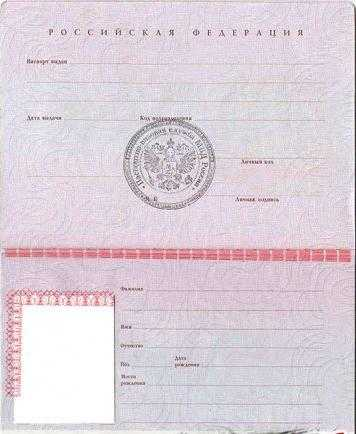 РОССИЙСКАЯ ФЕДЕРАЦИЯ
Паспорт выдан
Дата выдачи Код подразделения
Личный код
Личная подпись
Фамилия
Имя
Отчество
Пол Дата рождения
Место рождения